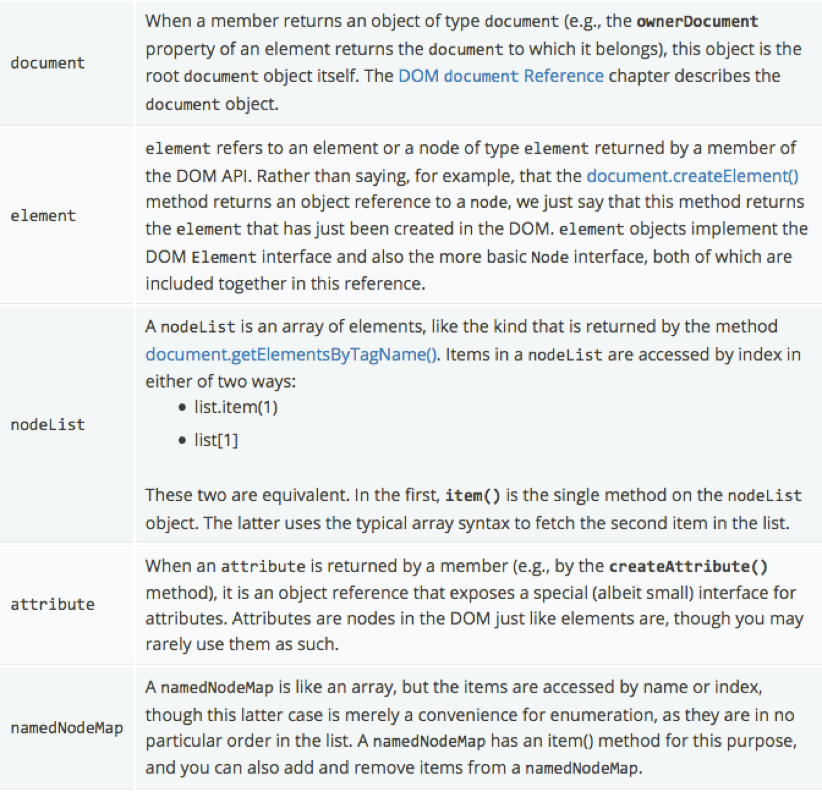 document
When a member returns an object of type document (e.g., the ownerDocument
property of an element returns the document to which it belongs), this object is the
root document object itself. The DOM document Reference chapter describes the
document object.
element
element refers to an element or a node of type element returned by a member of
the DOM API. Rather than saying, for example, that the document.createElement()
method returns an object reference to a node, we just say that this method returns
the element that has just been created in the DOM. element objects implement the
DOM Element interface and also the more basic Node interface, both of which are
included together in this reference.
nodeList
A nodeList is an array of elements, like the kind that is returned by the method
document.getElementsByTagName(). Items in a nodeList are accessed by index in
either of two ways:
• list.item(1)
• list[1]
These two are equivalent. In the first, item() is the single method on the nodeList
object. The latter uses the typical array syntax to fetch the second item in the list.
attribute
When an attribute is returned by a member (e.g., by the createAttribute()
method), it is an object reference that exposes a special (albeit small) interface for
attributes. Attributes are nodes in the DOM just like elements are, though you may
rarely use them as such.
namedNodeMap
A namedNodeMap is like an array, but the items are accessed by name or index,
though this latter case is merely a convenience for enumeration, as they are in no
particular order in the list. A namedNodeMap has an item() method for this purpose,
and you can also add and remove items from a namedNodeMap.